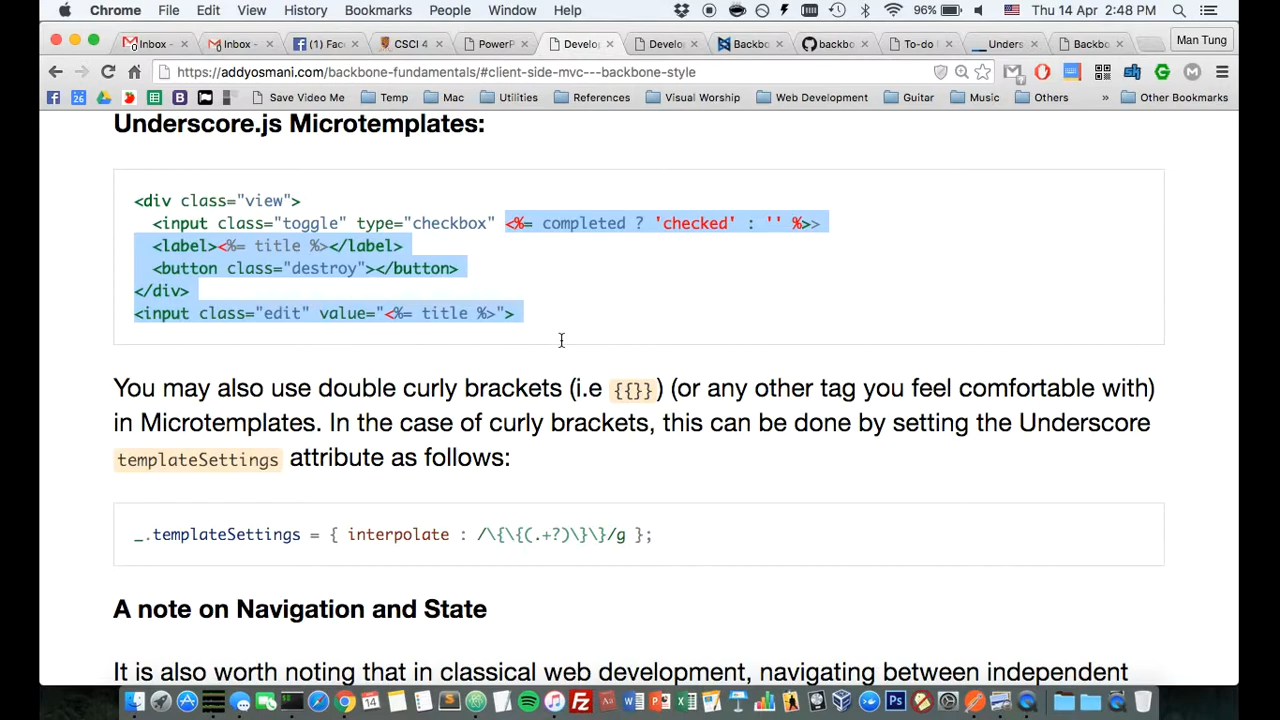 Chrome File Edit View History Bookmarks People Window Help 96% Thu 14 Apr 2:48 PM
Inbox - Inbox - (1) Fac CSCI 4 PowerP Develop Develop Backbo backbo To-do l Unders Backbo Man Tung
https://addyosmani.com/backbone-fundamentals/#client-side-mvc---backbone-style
Save Video Me Temp Mac Utilities References Visual Worship Web Development Guitar Music Others » Other Bookmarks
Underscore.js Microtemplates:
<div class="view">
<input class="toggle" type="checkbox" <%= completed ? 'checked' : '' %>>
<label><%= title %></label>
<button class="destroy"></button>
</div>
<input class="edit" value="<%= title %>">
You may also use double curly brackets (i.e {{}}) (or any other tag you feel comfortable with)
in Microtemplates. In the case of curly brackets, this can be done by setting the Underscore
templateSettings attribute as follows:
_.templateSettings = { interpolate : /\{\{(.+?)\}\}/g };
A note on Navigation and State
It is also worth noting that in classical web development, navigating between independent